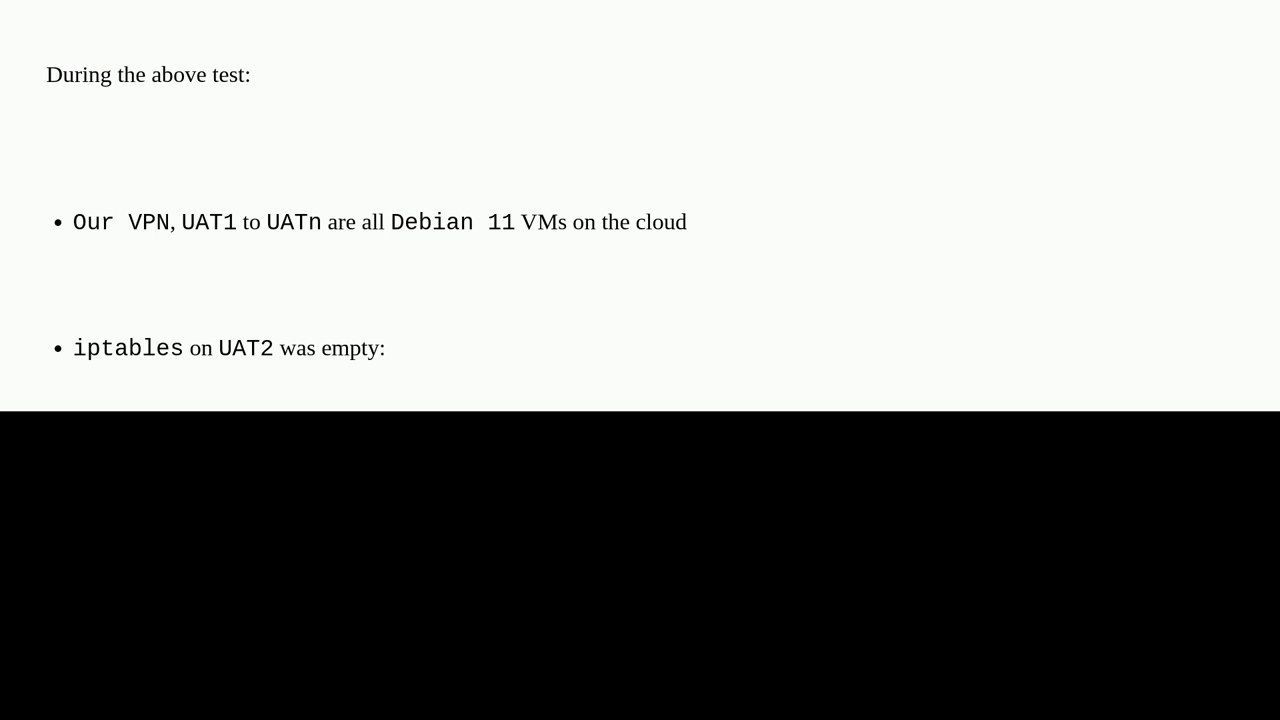 During the above test:
• Our VPN, UAT1 to UATn are all Debian 11 VMs on the cloud
• iptables on UAT2 was empty: